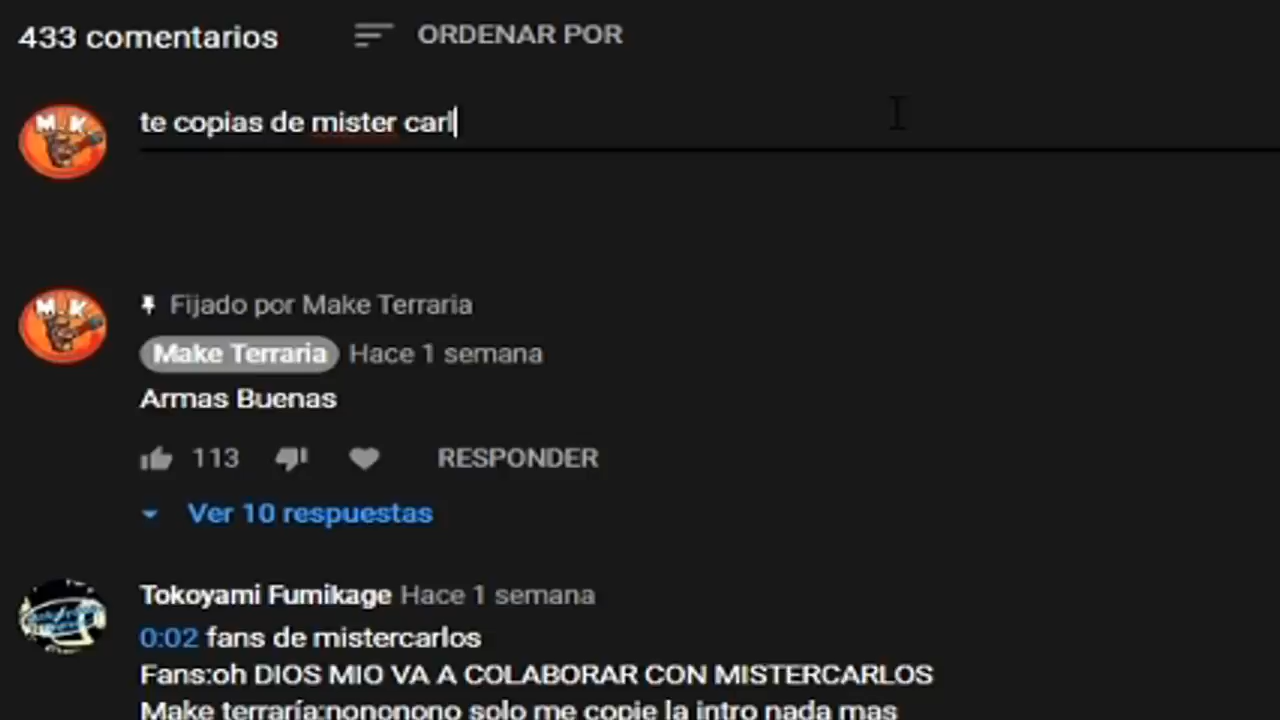 433 comentarios
ORDENAR POR
M K
te copias de mister carl
M K
Fijado por Make Terraria
Make Terraria Hace 1 semana
Armas Buenas
113 RESPONDER
Ver 10 respuestas
Tokoyami Fumikage Hace 1 semana
0:02 fans de mistercarlos
Fans:oh DIOS MIO VA A COLABORAR CON MISTERCARLOS
Make terraría:nononono solo me copie la intro nada mas